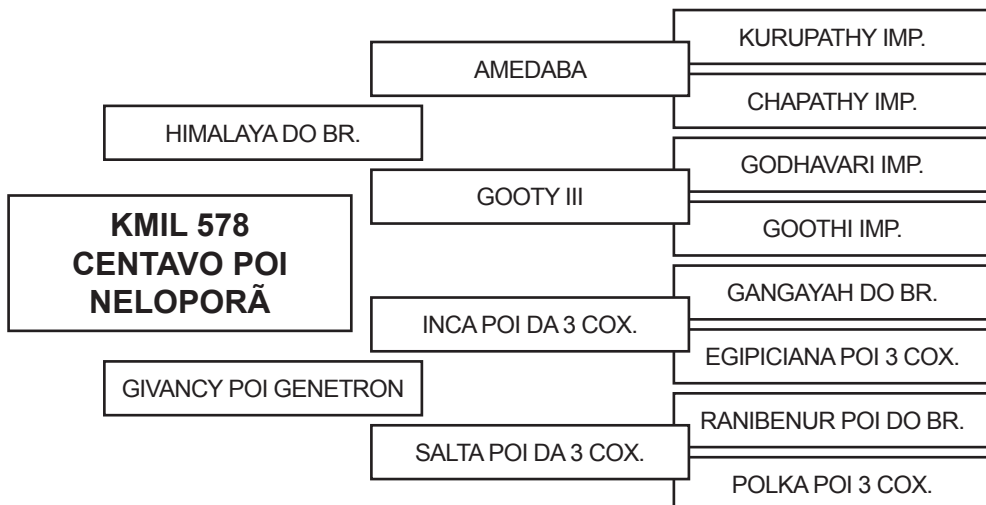 KURUPATHY IMP.
AMEDABA
CHAPATHY IMP.
HIMALAYA DO BR.
GODHAVARI IMP.
GOOTY III
GOOTHI IMP.
KMIL 578
CENTAVO POI
NELOPORÃ
GANGAYAH DO BR.
INCA POI DA 3 COX.
EGIPICIANA POI 3 COX.
GIVANCY POI GENETRON
RANIBENUR POI DO BR.
SALTA POI DA 3 COX.
POLKA POI 3 COX.